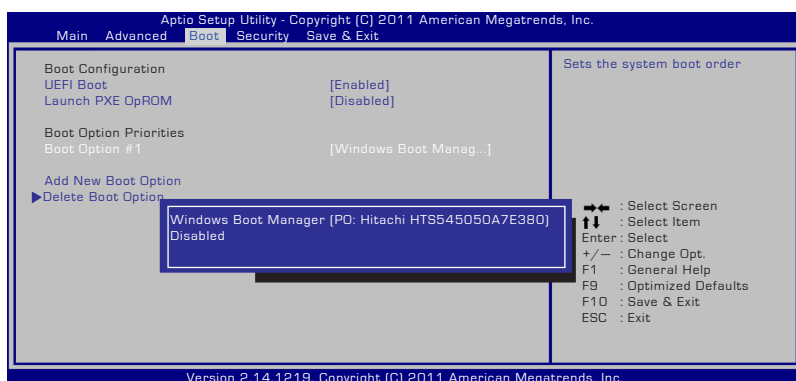 Aptio Setup Utility - Copyright (C) 2011 American Megatrends, Inc.
Main Advanced Boot Security Save & Exit
Boot Configuration
UEFI Boot [Enabled]
Launch PXE OpROM [Disabled]
Boot Option Priorities
Boot Option #1 [Windows Boot Manag...]
Add New Boot Option
Delete Boot Option
Windows Boot Manager (PO: Hitachi HTS545050A7E380)
Disabled
Sets the system boot order
→← : Select Screen
↑↓ : Select Item
Enter : Select
+/− : Change Opt.
F1 : General Help
F9 : Optimized Defaults
F10 : Save & Exit
ESC : Exit
Version 2.14.1219. Copyright (C) 2011 American Megatrends, Inc.